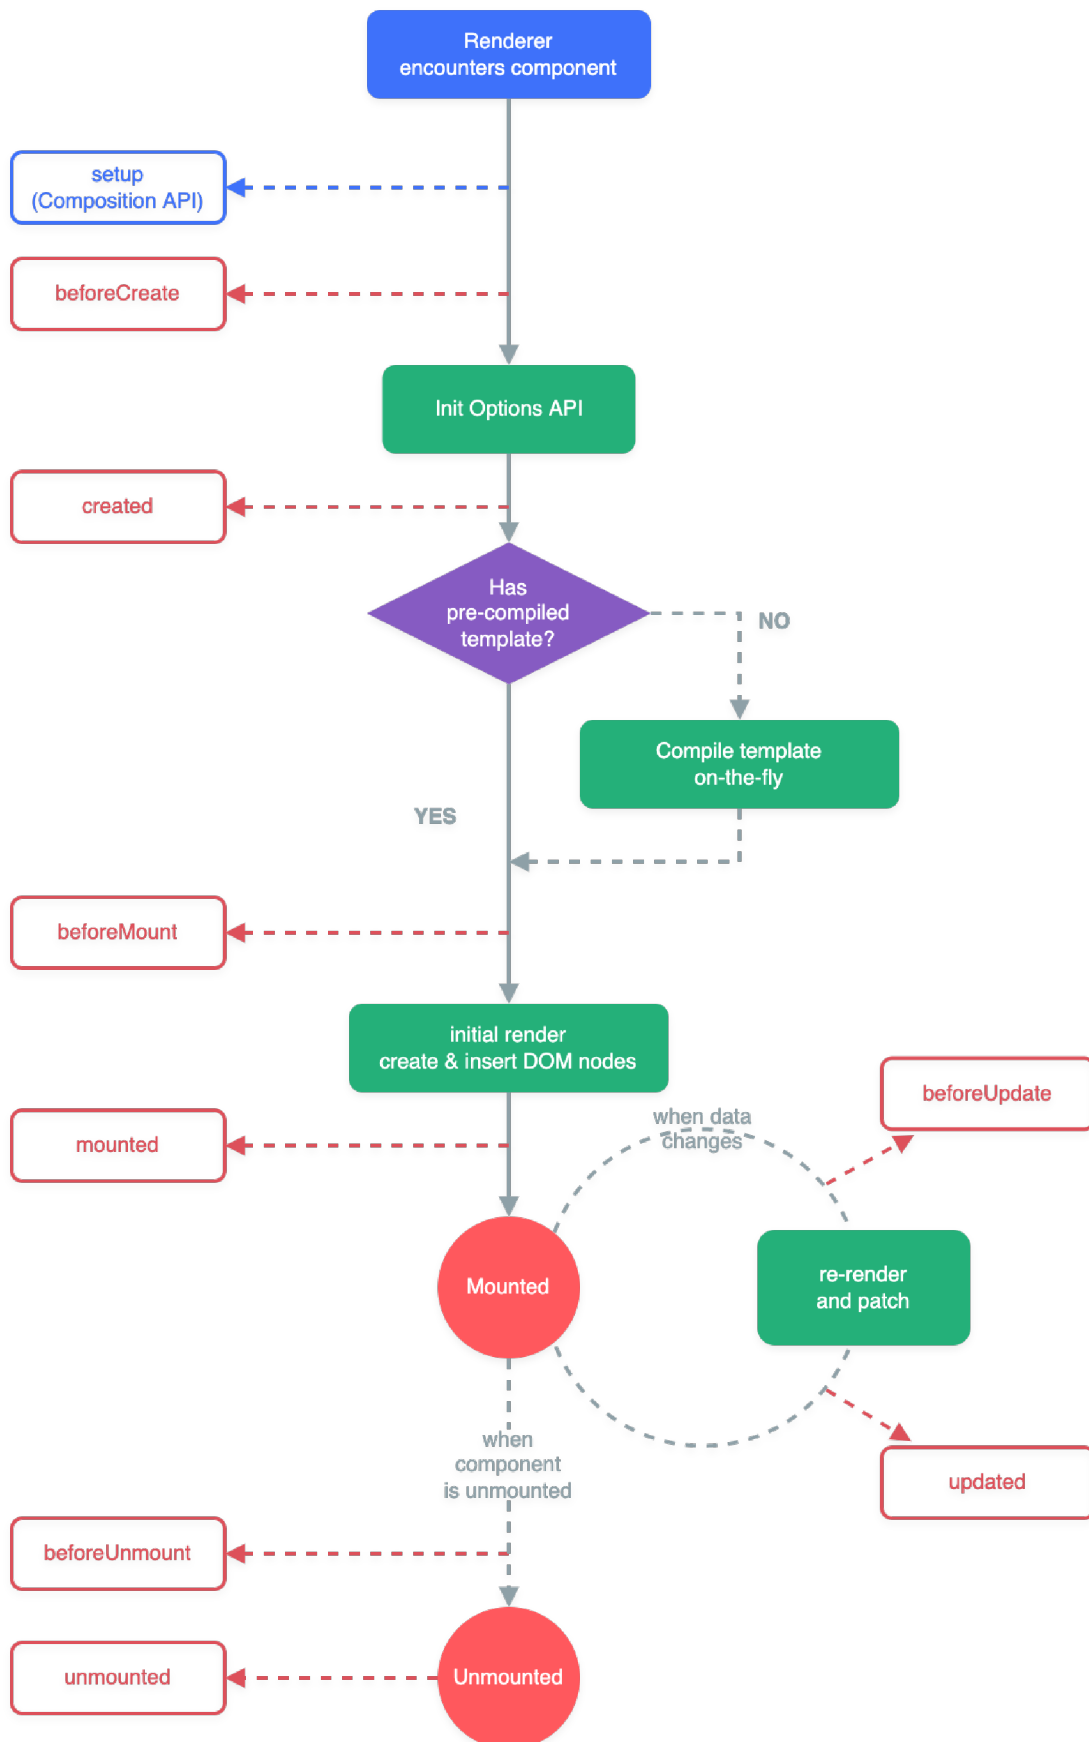 Renderer
encounters component
setup
(Composition API)
beforeCreate
Init Options API
created
Has
pre-compiled
template?
NO
Compile template
on-the-fly
YES
beforeMount
initial render
create & insert DOM nodes
beforeUpdate
when data
changes
mounted
Mounted
re-render
and patch
when
component
is unmounted
updated
beforeUnmount
unmounted
Unmounted